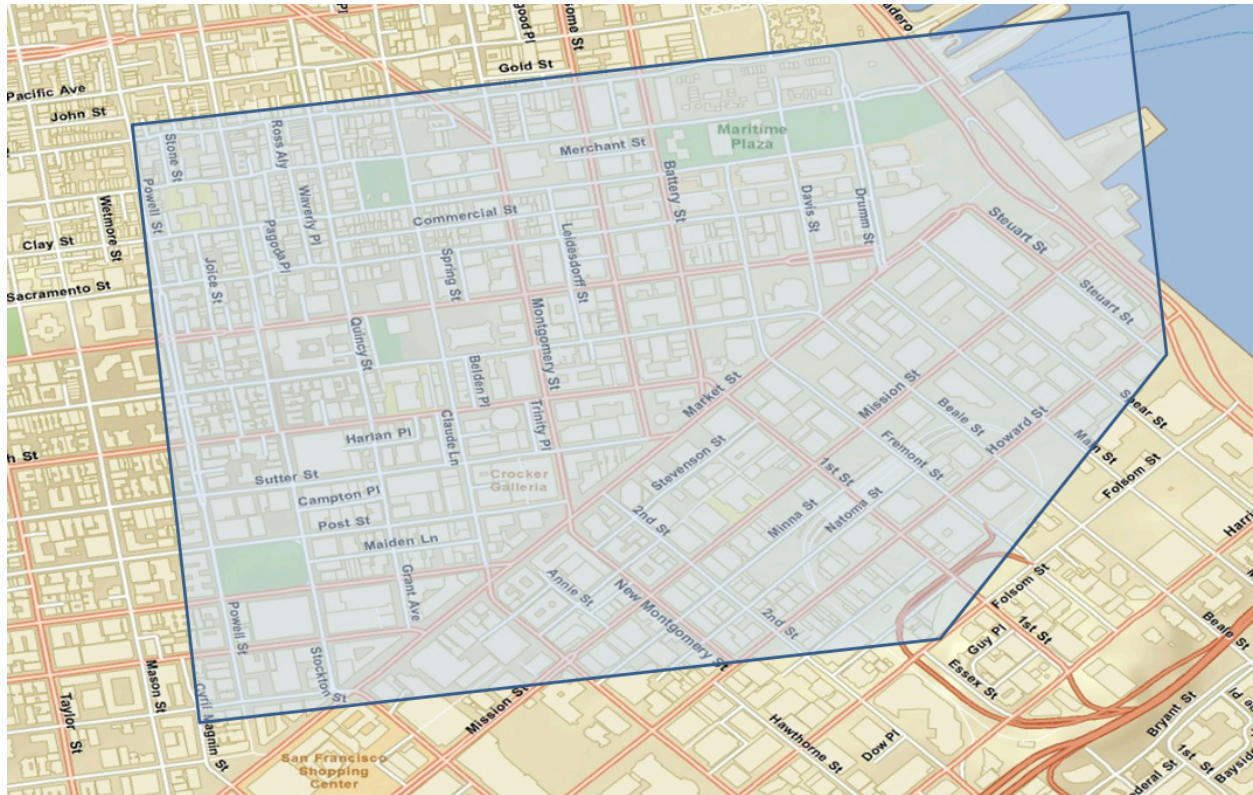 Gold St
Pacific Ave
John St
Stone St
Ross Aly
Merchant St
Maritime
Plaza
Powell St
Wetmore St
Waverly Pl
Battery St
Davis St
Drumm St
Commercial St
Clay St
Pagoda Pl
Leidesdorff St
Steuart St
Joice St
Spring St
Sacramento St
Steuart St
Quincy St
Montgomery St
Belden Pl
Market St
Mission St
Beale St
Howard St
Spear St
Main St
Trinity Pl
Claude Ln
Harlan Pl
Fremont St
Stevenson St
1st St
Folsom St
Sutter St
Crocker
Galleria
Campton Pl
Natoma St
Minna St
2nd St
Post St
Maiden Ln
Grant Ave
Annie St
New Montgomery St
2nd St
Folsom St
1st St
Guy Pl
Beale St
Powell St
Stockton St
Essex St
Mason St
Taylor St
Cyril Magnin St
Mission St
Hawthorne St
Dow Pl
Bryant St
1st St
San Francisco
Shopping
Center